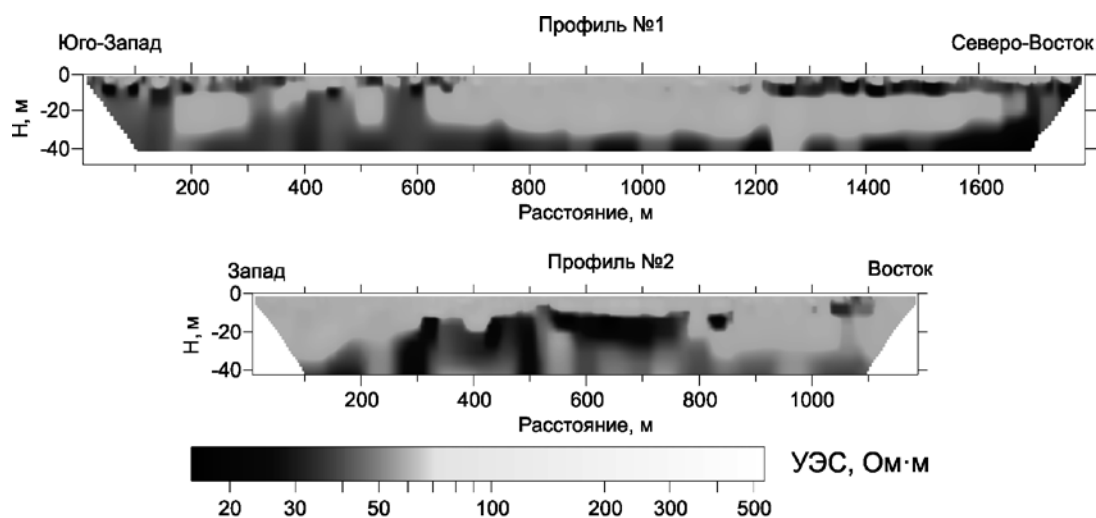 Профиль №1
Юго-Запад
Северо-Восток
0
-20
-40
Н, м
200 400 600 800 1000 1200 1400 1600
Расстояние, м
Профиль №2
Запад
Восток
0
-20
-40
Н, м
200 400 600 800 1000
Расстояние, м
УЭС, Ом·м
20 30 50 100 200 300 500